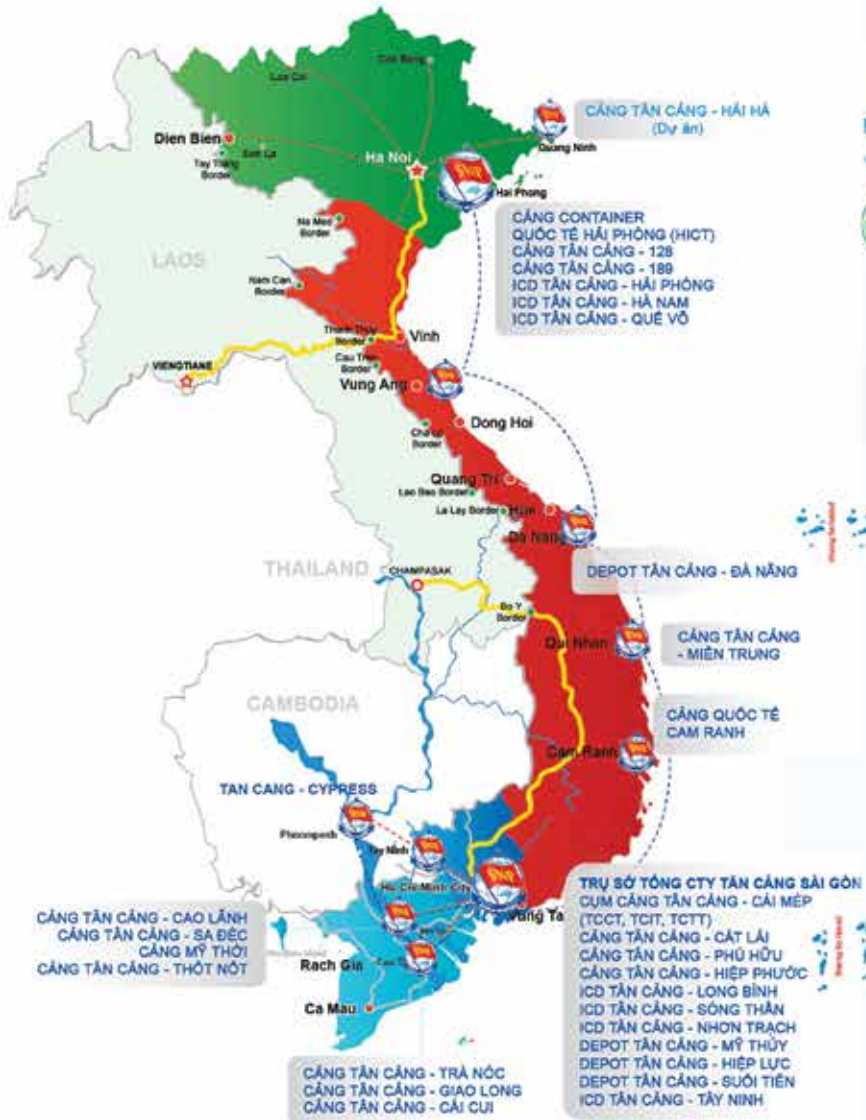 Cao Bang
Lao Cai
CẢNG TÂN CẢNG - HẢI HÀ
(Dự án)
Dien Bien
Son La
Tay Trang
Border
Ha Noi
Quang Ninh
SNP
Hai Phong
CẢNG CONTAINER
QUỐC TẾ HẢI PHÒNG (HICT)
CẢNG TÂN CẢNG - 128
CẢNG TÂN CẢNG - 189
ICD TÂN CẢNG - HẢI PHÒNG
ICD TÂN CẢNG - HÀ NAM
ICD TÂN CẢNG - QUẾ VÕ
Na Meo
Border
LAOS
Nam Can
Border
Thanh Thuy
Border
Vinh
Cau Treo
Border
VIENGTIANE
Vung Ang
Dong Hoi
Cha Lo
Border
Quang Tri
Lao Bao Border
La Lay Border
Hue
Da Nang
THAILAND
CHAMPASAK
DEPOT TÂN CẢNG - ĐÀ NẴNG
Bo Y
Border
Qui Nhon
CẢNG TÂN CẢNG
- MIỀN TRUNG
CAMBODIA
CẢNG QUỐC TẾ
CAM RANH
Cam Ranh
TAN CANG - CYPRESS
Phnompenh
Tay Ninh
Ho Chi Minh City
SNP
Vung Ta
TRỤ SỞ TỔNG CTY TÂN CẢNG SÀI GÒN
CỤM CẢNG TÂN CẢNG - CÁI MÉP
(TCCT, TCIT, TCTT)
CẢNG TÂN CẢNG - CÁT LÁI
CẢNG TÂN CẢNG - PHÚ HỮU
CẢNG TÂN CẢNG - HIỆP PHƯỚC
ICD TÂN CẢNG - LONG BÌNH
ICD TÂN CẢNG - SÓNG THẦN
ICD TÂN CẢNG - NHƠN TRẠCH
DEPOT TÂN CẢNG - MỸ THỦY
DEPOT TÂN CẢNG - HIỆP LỰC
DEPOT TÂN CẢNG - SUỐI TIÊN
ICD TÂN CẢNG - TÂY NINH
CẢNG TÂN CẢNG - CAO LÃNH
CẢNG TÂN CẢNG - SA ĐÉC
CẢNG MỸ THỚI
CẢNG TÂN CẢNG - THỐT NỐT
Rach Gia
Ca Mau
CẢNG TÂN CẢNG - TRÀ NÓC
CẢNG TÂN CẢNG - GIAO LONG
CẢNG TÂN CẢNG - CÁI CUI